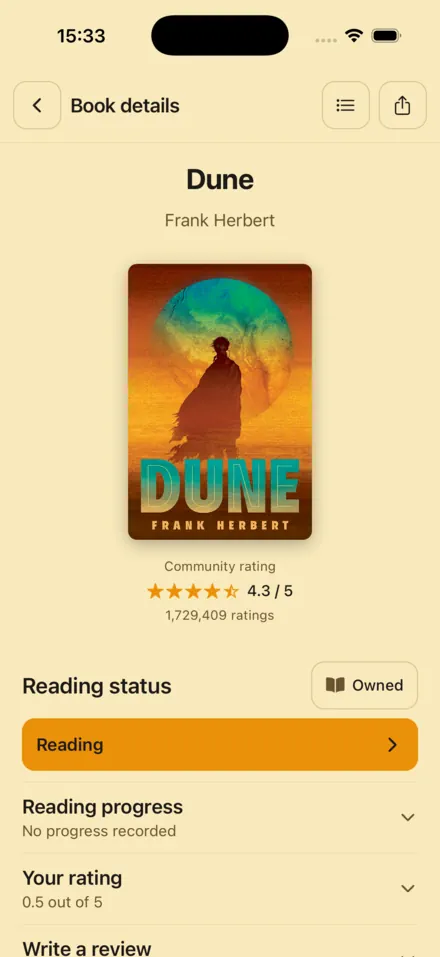 15:33
Book details
Dune
Frank Herbert
DUNE
FRANK HERBERT
Community rating
4.3 / 5
1,729,409 ratings
Reading status
Owned
Reading
Reading progress
No progress recorded
Your rating
0.5 out of 5
Write a review